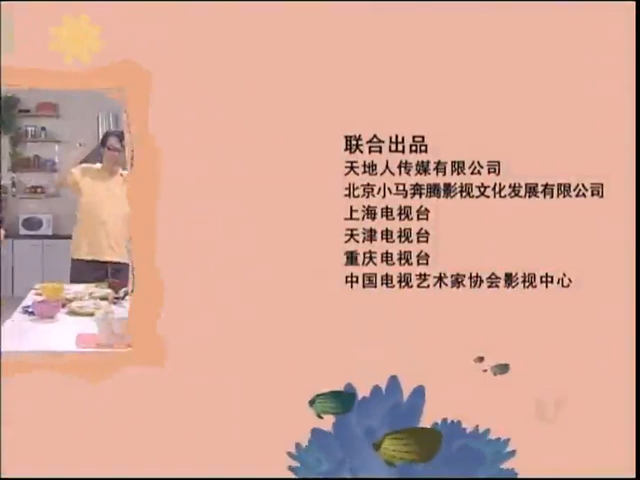 联合出品
天地人传媒有限公司
北京小马奔腾影视文化发展有限公司
上海电视台
天津电视台
重庆电视台
中国电视艺术家协会影视中心